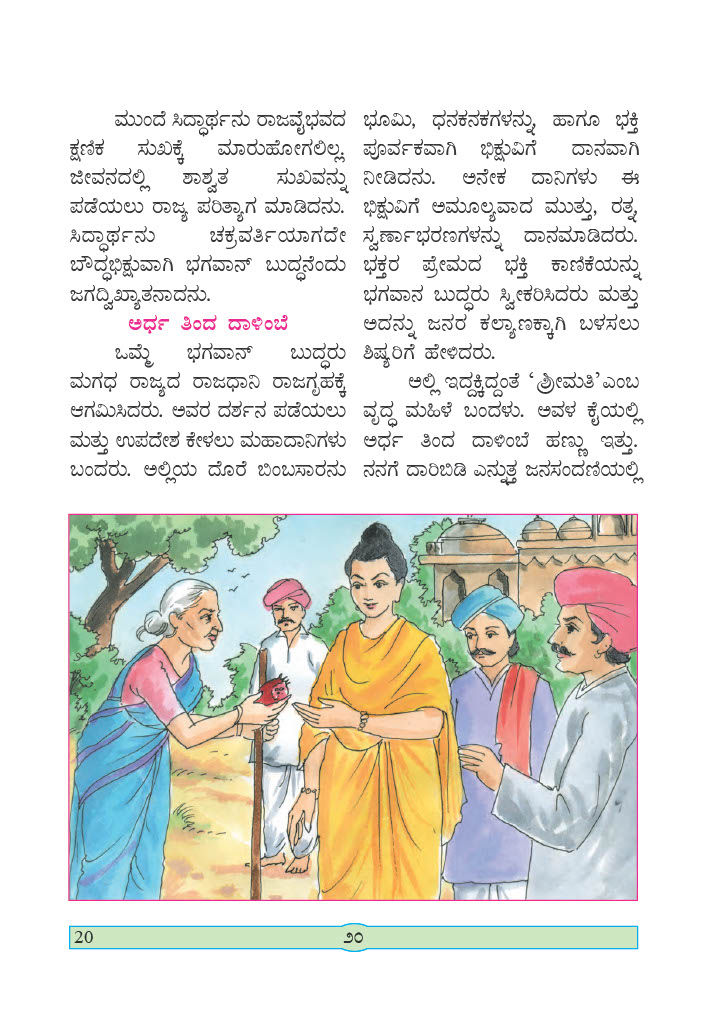 ಮುಂದೆ ಸಿದ್ಧಾರ್ಥನು ರಾಜವೈಭವದ
ಕ್ಷಣಿಕ ಸುಖಕ್ಕೆ ಮಾರುಹೋಗಲಿಲ್ಲ.
ಜೀವನದಲ್ಲಿ ಶಾಶ್ವತ ಸುಖವನ್ನು
ಪಡೆಯಲು ರಾಜ್ಯ ಪರಿತ್ಯಾಗ ಮಾಡಿದನು.
ಸಿದ್ಧಾರ್ಥನು ಚಕ್ರವರ್ತಿಯಾಗದೇ
ಬೌದ್ಧಭಿಕ್ಷುವಾಗಿ ಭಗವಾನ್ ಬುದ್ಧನೆಂದು
ಜಗದ್ವಿಖ್ಯಾತನಾದನು.
ಅರ್ಧ ತಿಂದ ದಾಳಿಂಬೆ
ಒಮ್ಮೆ ಭಗವಾನ್ ಬುದ್ಧರು
ಮಗಧ ರಾಜ್ಯದ ರಾಜಧಾನಿ ರಾಜಗೃಹಕ್ಕೆ
ಆಗಮಿಸಿದರು. ಅವರ ದರ್ಶನ ಪಡೆಯಲು
ಮತ್ತು ಉಪದೇಶ ಕೇಳಲು ಮಹಾದಾನಿಗಳು
ಬಂದರು. ಅಲ್ಲಿಯ ದೊರೆ ಬಿಂಬಸಾರನು
ಭೂಮಿ, ಧನಕನಕಗಳನ್ನು, ಹಾಗೂ ಭಕ್ತಿ
ಪೂರ್ವಕವಾಗಿ ಭಿಕ್ಷುವಿಗೆ ದಾನವಾಗಿ
ನೀಡಿದನು. ಅನೇಕ ದಾನಿಗಳು ಈ
ಭಿಕ್ಷುವಿಗೆ ಅಮೂಲ್ಯವಾದ ಮುತ್ತು, ರತ್ನ,
ಸ್ವರ್ಣಾಭರಣಗಳನ್ನು ದಾನಮಾಡಿದರು.
ಭಕ್ತರ ಪ್ರೇಮದ ಭಕ್ತಿ ಕಾಣಿಕೆಯನ್ನು
ಭಗವಾನ ಬುದ್ಧರು ಸ್ವೀಕರಿಸಿದರು ಮತ್ತು
ಅದನ್ನು ಜನರ ಕಲ್ಯಾಣಕ್ಕಾಗಿ ಬಳಸಲು
ಶಿಷ್ಯರಿಗೆ ಹೇಳಿದರು.
ಅಲ್ಲಿ ಇದ್ದಕ್ಕಿದ್ದಂತೆ ‘ಶ್ರೀಮತಿ’ ಎಂಬ
ವೃದ್ಧ ಮಹಿಳೆ ಬಂದಳು. ಅವಳ ಕೈಯಲ್ಲಿ
ಅರ್ಧ ತಿಂದ ದಾಳಿಂಬೆ ಹಣ್ಣು ಇತ್ತು.
ನನಗೆ ದಾರಿಬಿಡಿ ಎನ್ನುತ್ತ ಜನಸಂದಣಿಯಲ್ಲಿ
20 ೨೦